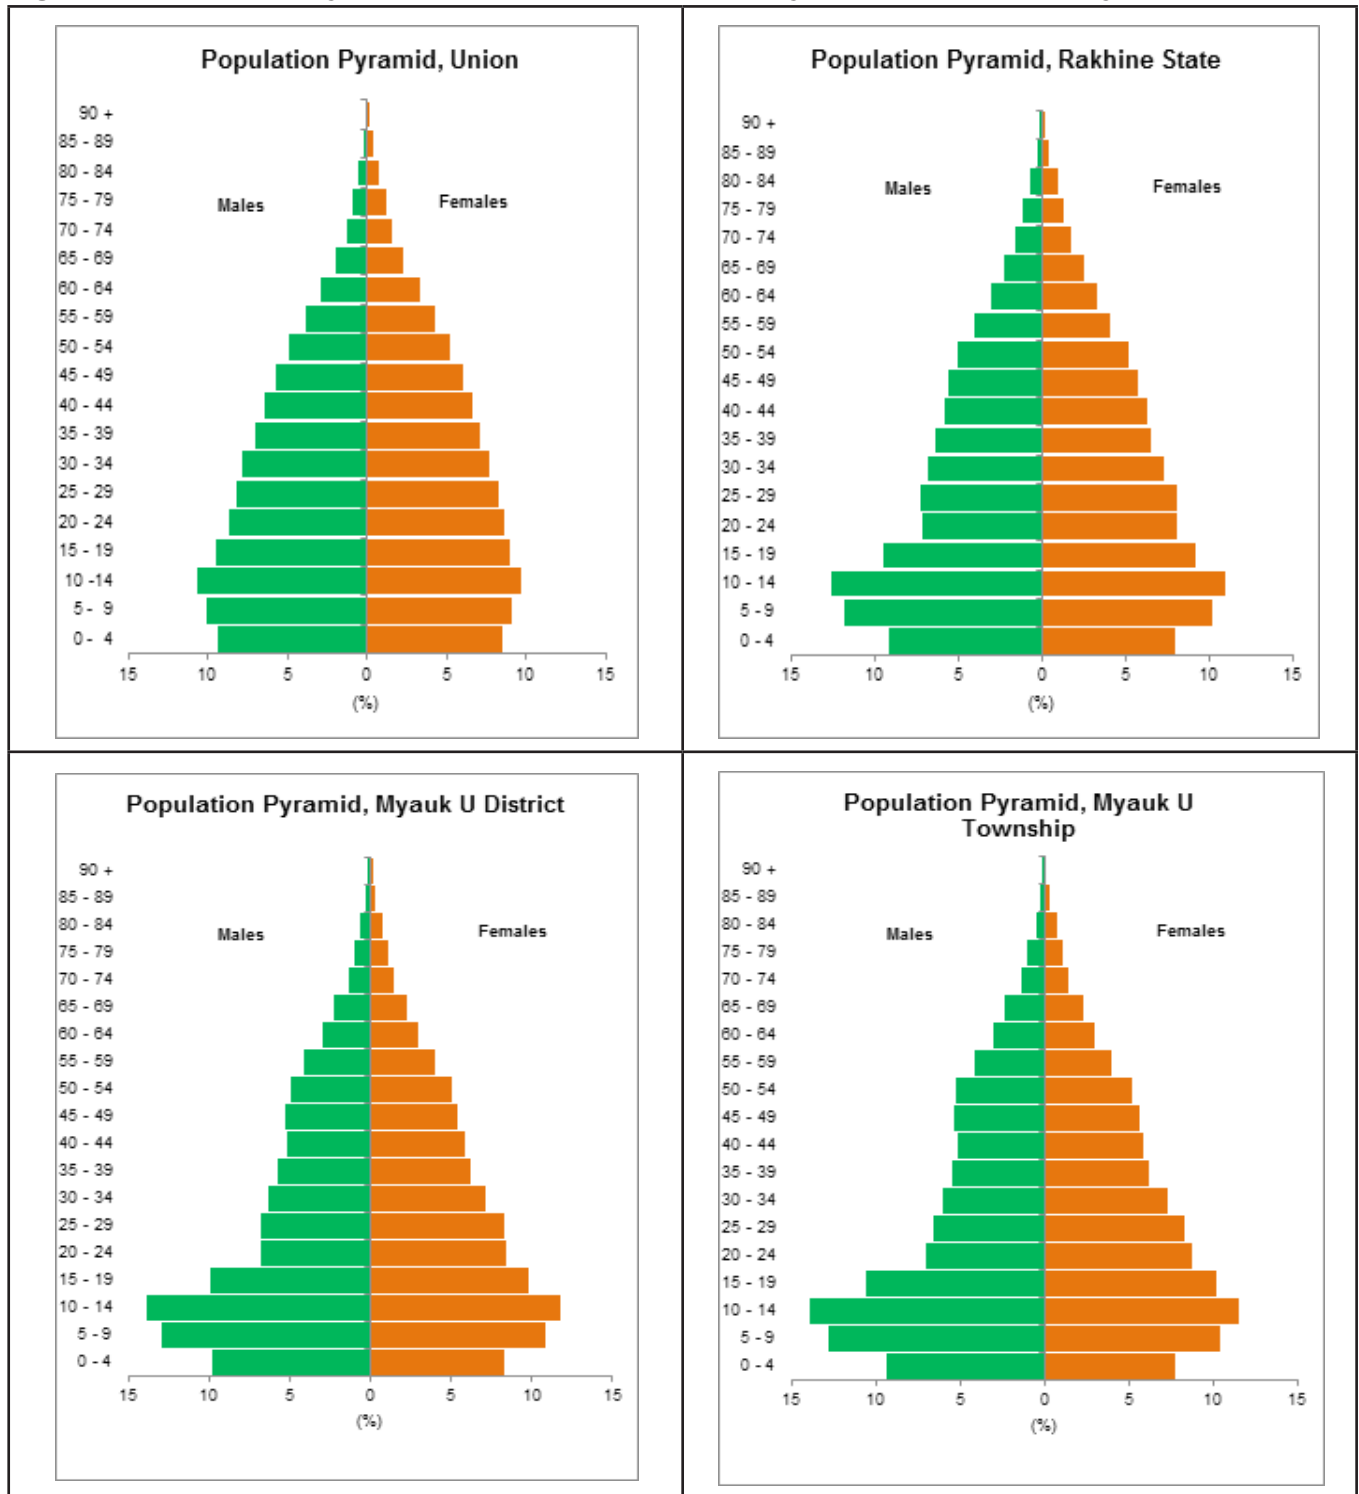 Population Pyramid, Union
90 +
85 - 89
80 - 84
75 - 79
70 - 74
65 - 69
60 - 64
55 - 59
50 - 54
45 - 49
40 - 44
35 - 39
30 - 34
25 - 29
20 - 24
15 - 19
10 -14
5 - 9
0 - 4
Males
Females
15 10 5 0 5 10 15
(%)
Population Pyramid, Rakhine State
90 +
85 - 89
80 - 84
75 - 79
70 - 74
65 - 69
60 - 64
55 - 59
50 - 54
45 - 49
40 - 44
35 - 39
30 - 34
25 - 29
20 - 24
15 - 19
10 - 14
5 - 9
0 - 4
Males
Females
15 10 5 0 5 10 15
(%)
Population Pyramid, Myauk U District
90 +
85 - 89
80 - 84
75 - 79
70 - 74
65 - 69
60 - 64
55 - 59
50 - 54
45 - 49
40 - 44
35 - 39
30 - 34
25 - 29
20 - 24
15 - 19
10 - 14
5 - 9
0 - 4
Males
Females
15 10 5 0 5 10 15
(%)
Population Pyramid, Myauk U
Township
90 +
85 - 89
80 - 84
75 - 79
70 - 74
65 - 69
60 - 64
55 - 59
50 - 54
45 - 49
40 - 44
35 - 39
30 - 34
25 - 29
20 - 24
15 - 19
10 - 14
5 - 9
0 - 4
Males
Females
15 10 5 0 5 10 15
(%)